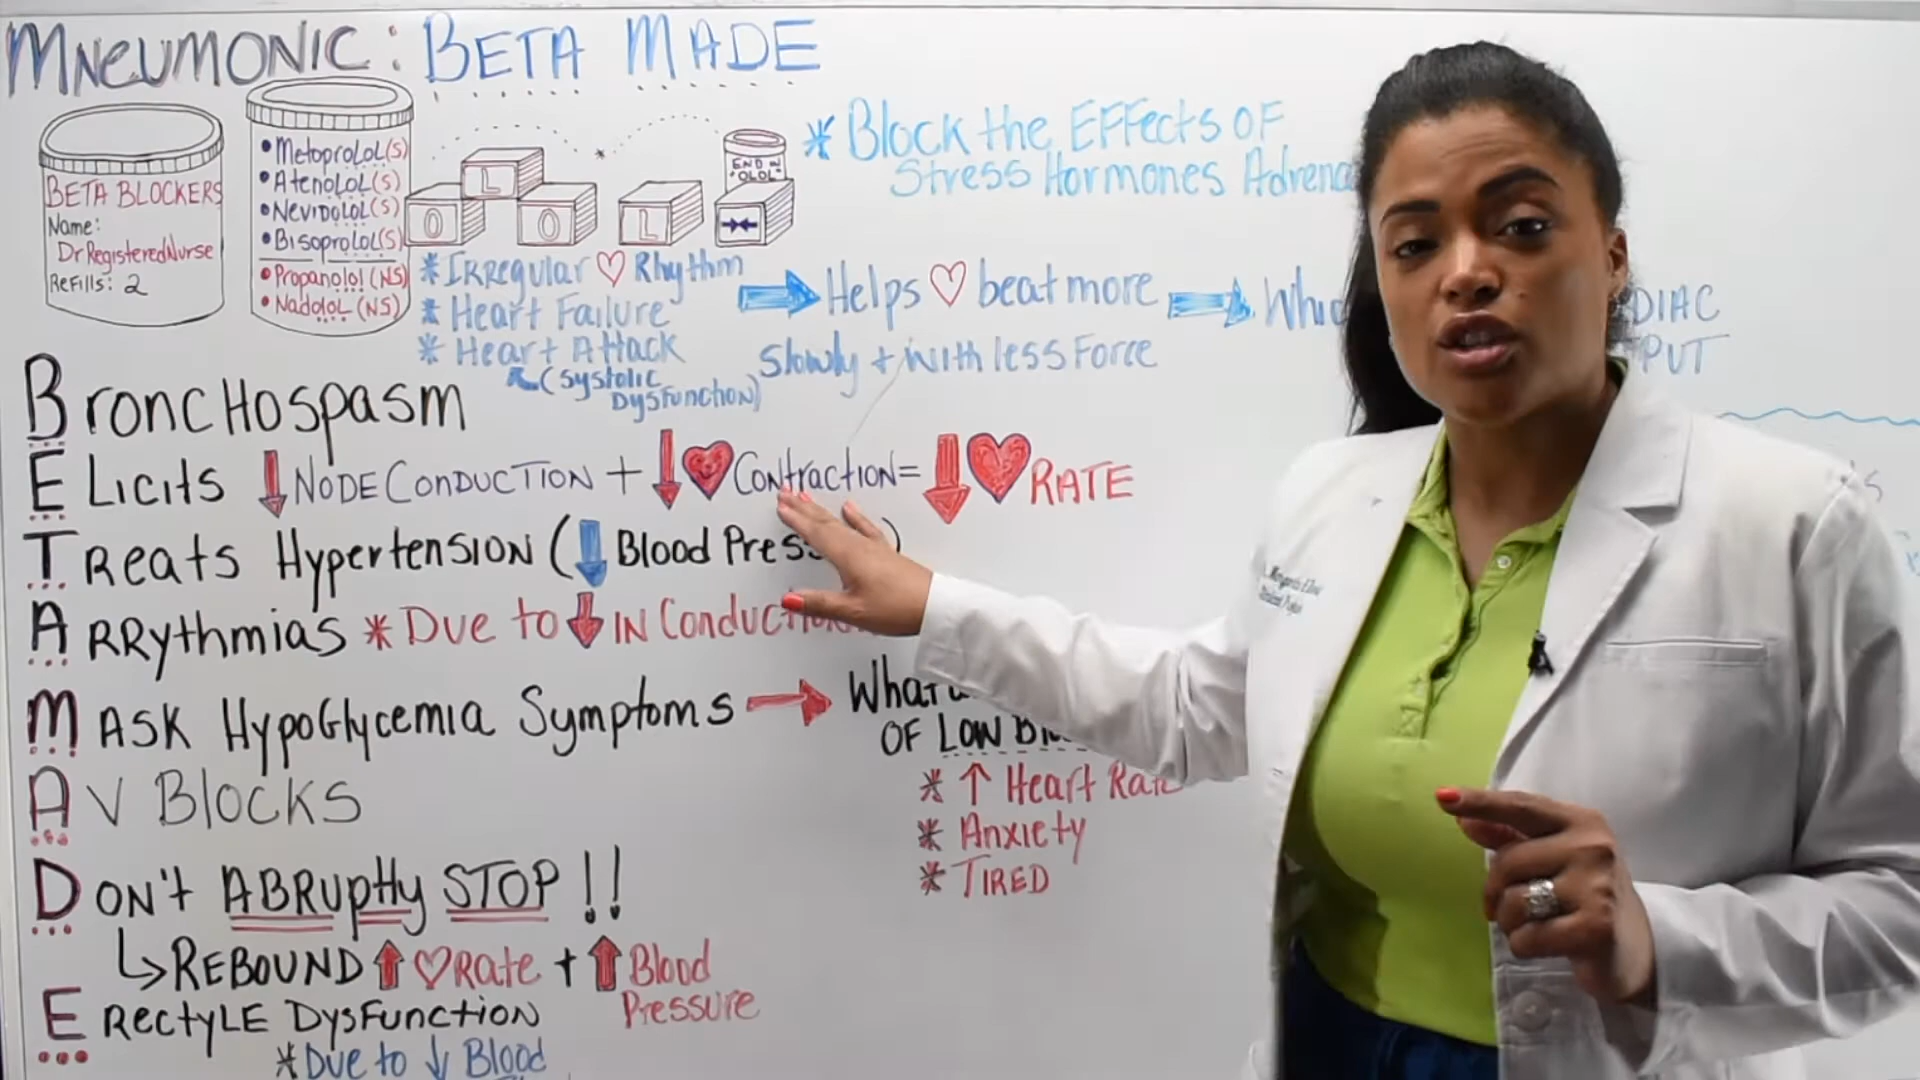 MNEUMONIC: BETA MADE
BETA BLOCKERS
Name:
DrRegisteredNurse
Refills: 2
• MetoproLOL(S)
• AtenoLOL(S)
• NeviDOLOL(S)
• BisoproLOL(S)
• Propanolol (NS)
• NadoloL (NS)
O L O L
END IN
"OLOL"
* Block the EFFects OF
Stress Hormones
* IRRegular ♡ Rhythm
* Heart Failure
* Heart Attack
(Systolic
Dysfunction)
Helps ♡ beat more
Slowly + with less Force
DIAC
PUT
BroncHospasm
ELicits ↓ NODE CONDUCTION + ↓ ♥ Contraction = ↓ ♥ RATE
TReats HypertENSION (↓ Blood Pres )
ARRythmias * Due to ↓ IN Conduc
MASK HypoGlycemia Symptoms → What
OF LOW
* ↑ Heart Rate
* Anxiety
* TIRED
AV BLocks
DON't ABRuptly STOP!!
↳ REBOUND ↑ ♡ Rate + ↑ Blood
Pressure
ERectyLE DysFunction
* Due to ↓ Blood